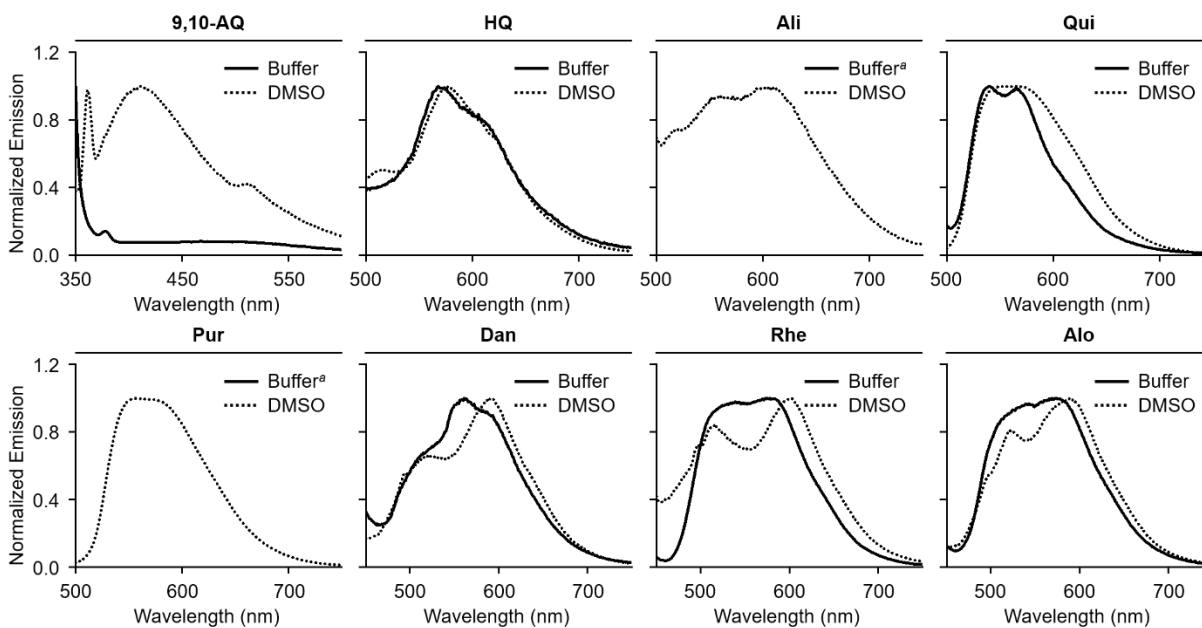 9,10-AQ
HQ
Ali
Qui
Normalized Emission
1.2
0.8
0.4
0.0
Buffer
DMSO
Buffer
DMSO
Bufferᵃ
DMSO
Buffer
DMSO
350 450 550
500 600 700
500 600 700
500 600 700
Wavelength (nm)
Wavelength (nm)
Wavelength (nm)
Wavelength (nm)
Pur
Dan
Rhe
Alo
Normalized Emission
1.2
0.8
0.4
0.0
Bufferᵃ
DMSO
Buffer
DMSO
Buffer
DMSO
Buffer
DMSO
500 600 700
500 600 700
500 600 700
500 600 700
Wavelength (nm)
Wavelength (nm)
Wavelength (nm)
Wavelength (nm)